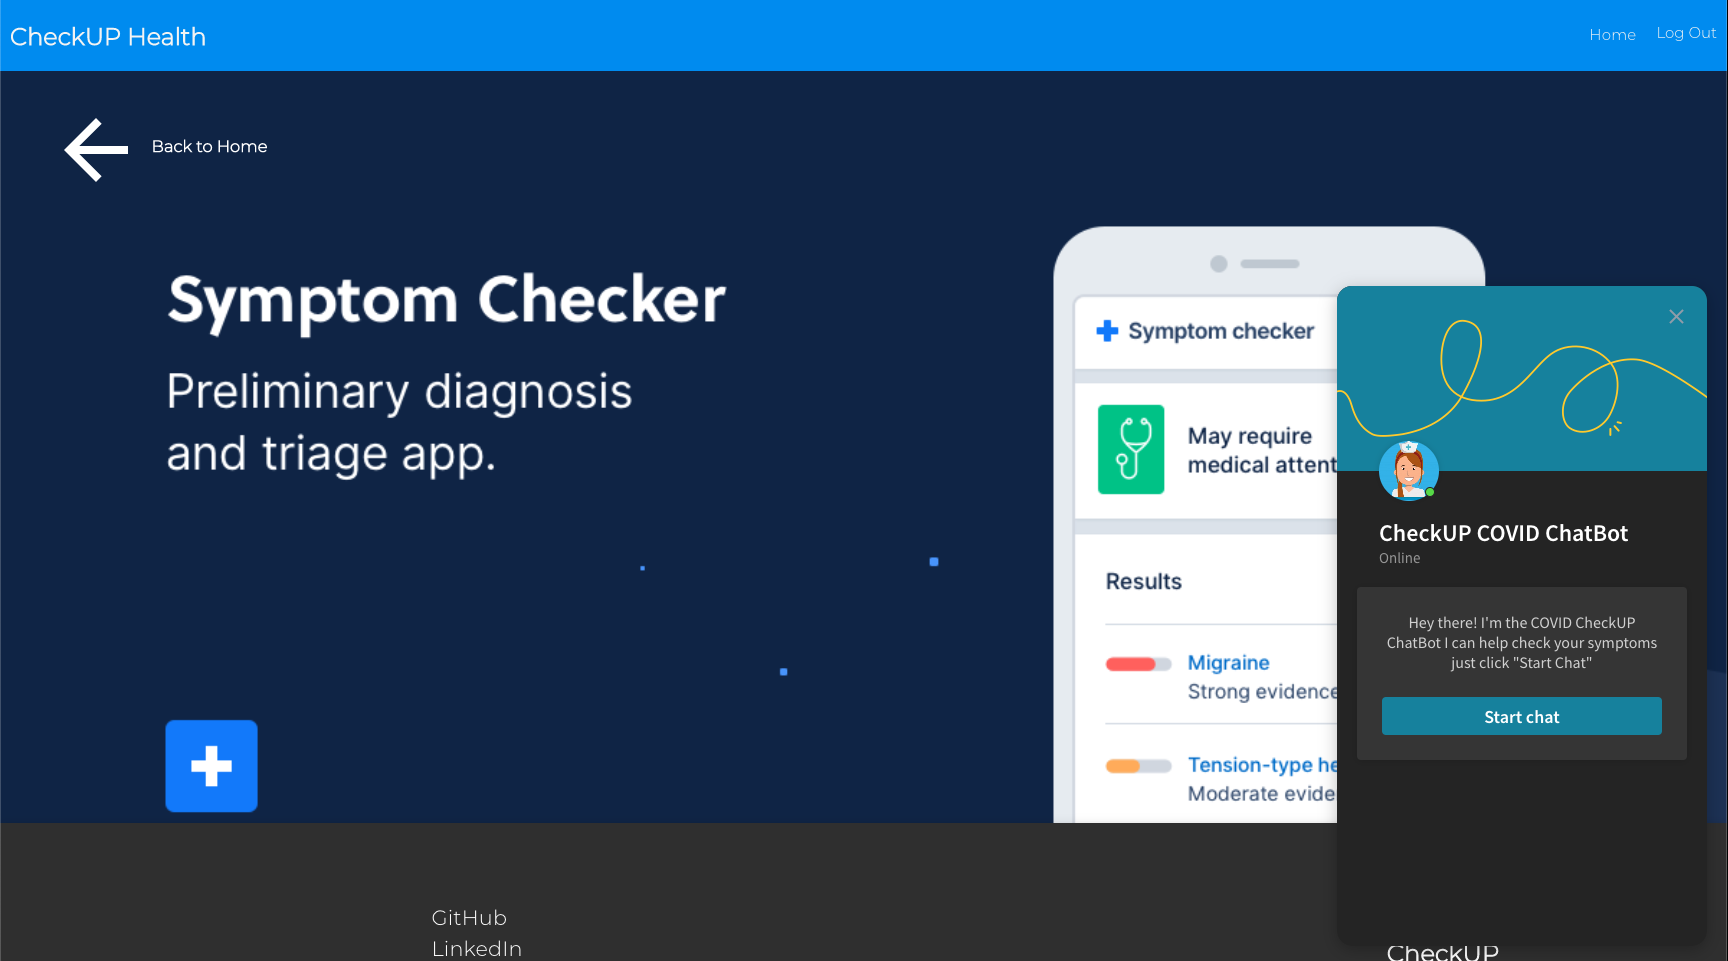 CheckUP Health
Home
Log Out
Back to Home
Symptom Checker
Preliminary diagnosis
and triage app.
Symptom checker
May require
medical attent
Results
Migraine
Strong evidence
Tension-type he
Moderate evide
CheckUP COVID ChatBot
Online
Hey there! I'm the COVID CheckUP
ChatBot I can help check your symptoms
just click "Start Chat"
Start chat
GitHub
LinkedIn
CheckUP